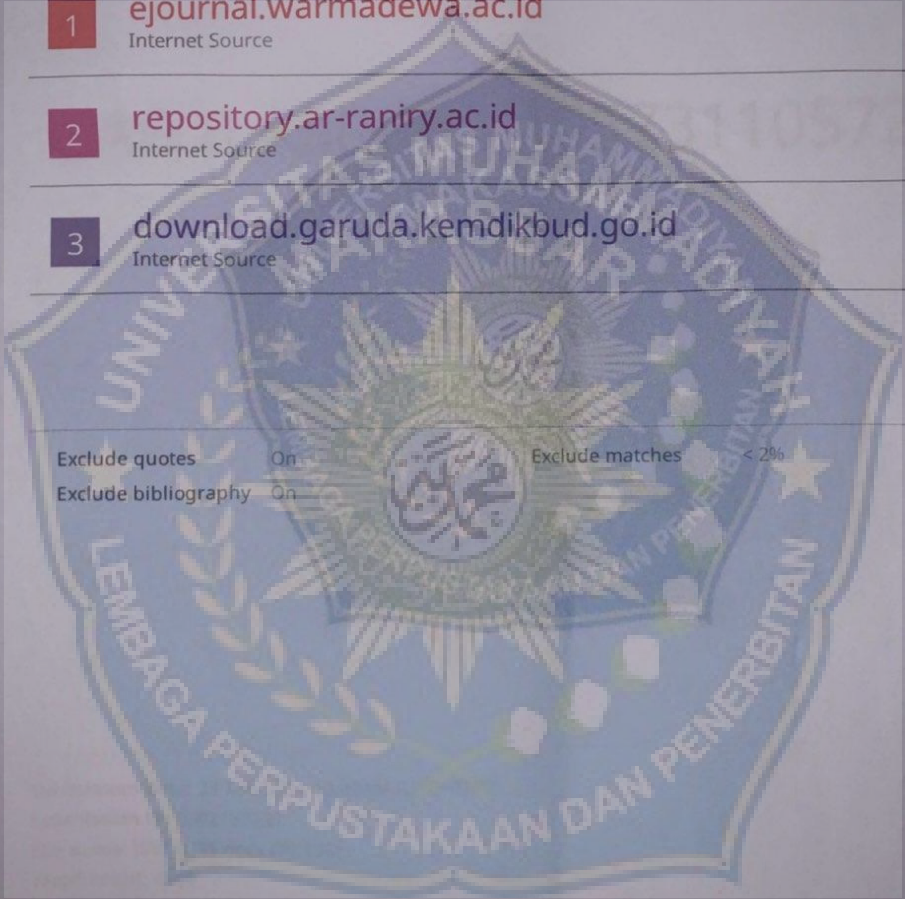 1 ejournal.warmadewa.ac.id
Internet Source
2 repository.ar-raniry.ac.id
Internet Source
3 download.garuda.kemdikbud.go.id
Internet Source
Exclude quotes On
Exclude matches < 2%
Exclude bibliography On
UNIVERSITAS MUHAMMADIYAH
MAKASSAR
LEMBAGA PERPUSTAKAAN DAN PENERBITAN
محمد